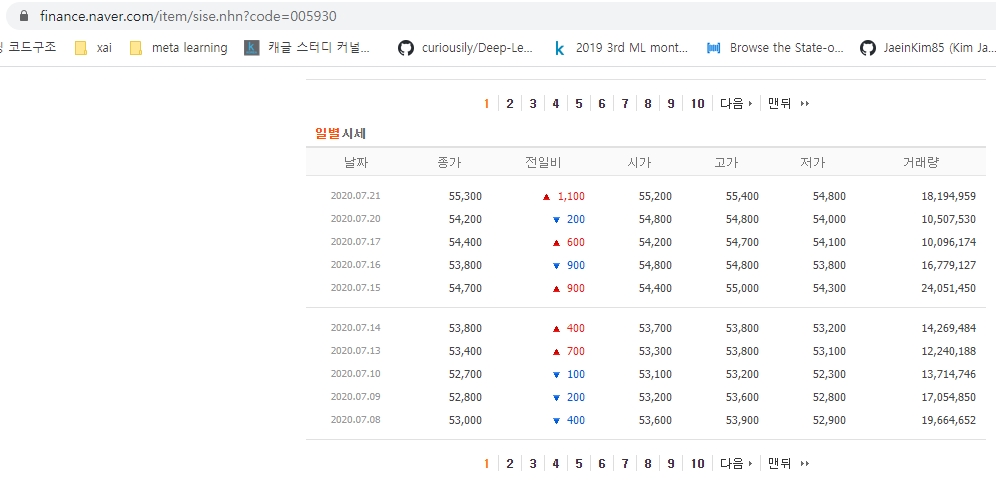 finance.naver.com/item/sise.nhn?code=005930
코드구조 xai meta learning 캐글 스터디 커널... curiousily/Deep-Le... 2019 3rd ML mont... Browse the State-o... JaeinKim85 (Kim Ja...
1 2 3 4 5 6 7 8 9 10 다음 맨뒤
일별시세
날짜 종가 전일비 시가 고가 저가 거래량
2020.07.21 55,300 ▲ 1,100 55,200 55,400 54,800 18,194,959
2020.07.20 54,200 ▼ 200 54,800 54,800 54,000 10,507,530
2020.07.17 54,400 ▲ 600 54,200 54,700 54,100 10,096,174
2020.07.16 53,800 ▼ 900 54,800 54,800 53,800 16,779,127
2020.07.15 54,700 ▲ 900 54,400 55,000 54,300 24,051,450
2020.07.14 53,800 ▲ 400 53,700 53,800 53,200 14,269,484
2020.07.13 53,400 ▲ 700 53,300 53,800 53,100 12,240,188
2020.07.10 52,700 ▼ 100 53,100 53,200 52,300 13,714,746
2020.07.09 52,800 ▼ 200 53,200 53,600 52,800 17,054,850
2020.07.08 53,000 ▼ 400 53,600 53,900 52,900 19,664,652
1 2 3 4 5 6 7 8 9 10 다음 맨뒤